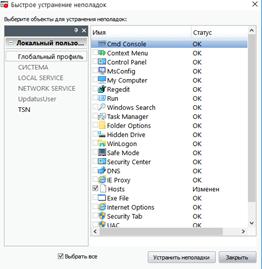 Быстрое устранение неполадок
Выберите объекты для устранения неполадок:
Локальный пользо...
Глобальный профиль
СИСТЕМА
LOCAL SERVICE
NETWORK SERVICE
UpdatusUser
TSN
Имя Статус
Cmd Console OK
Context Menu OK
Control Panel OK
MsConfig OK
My Computer OK
Regedit OK
Run OK
Windows Search OK
Task Manager OK
Folder Options OK
Hidden Drive OK
WinLogon OK
Safe Mode OK
Security Center OK
DNS OK
IE Proxy OK
Hosts Изменен
Exe File OK
Internet Options OK
Security Tab OK
UAC OK
Выбрать все
Устранить неполадки Закрыть